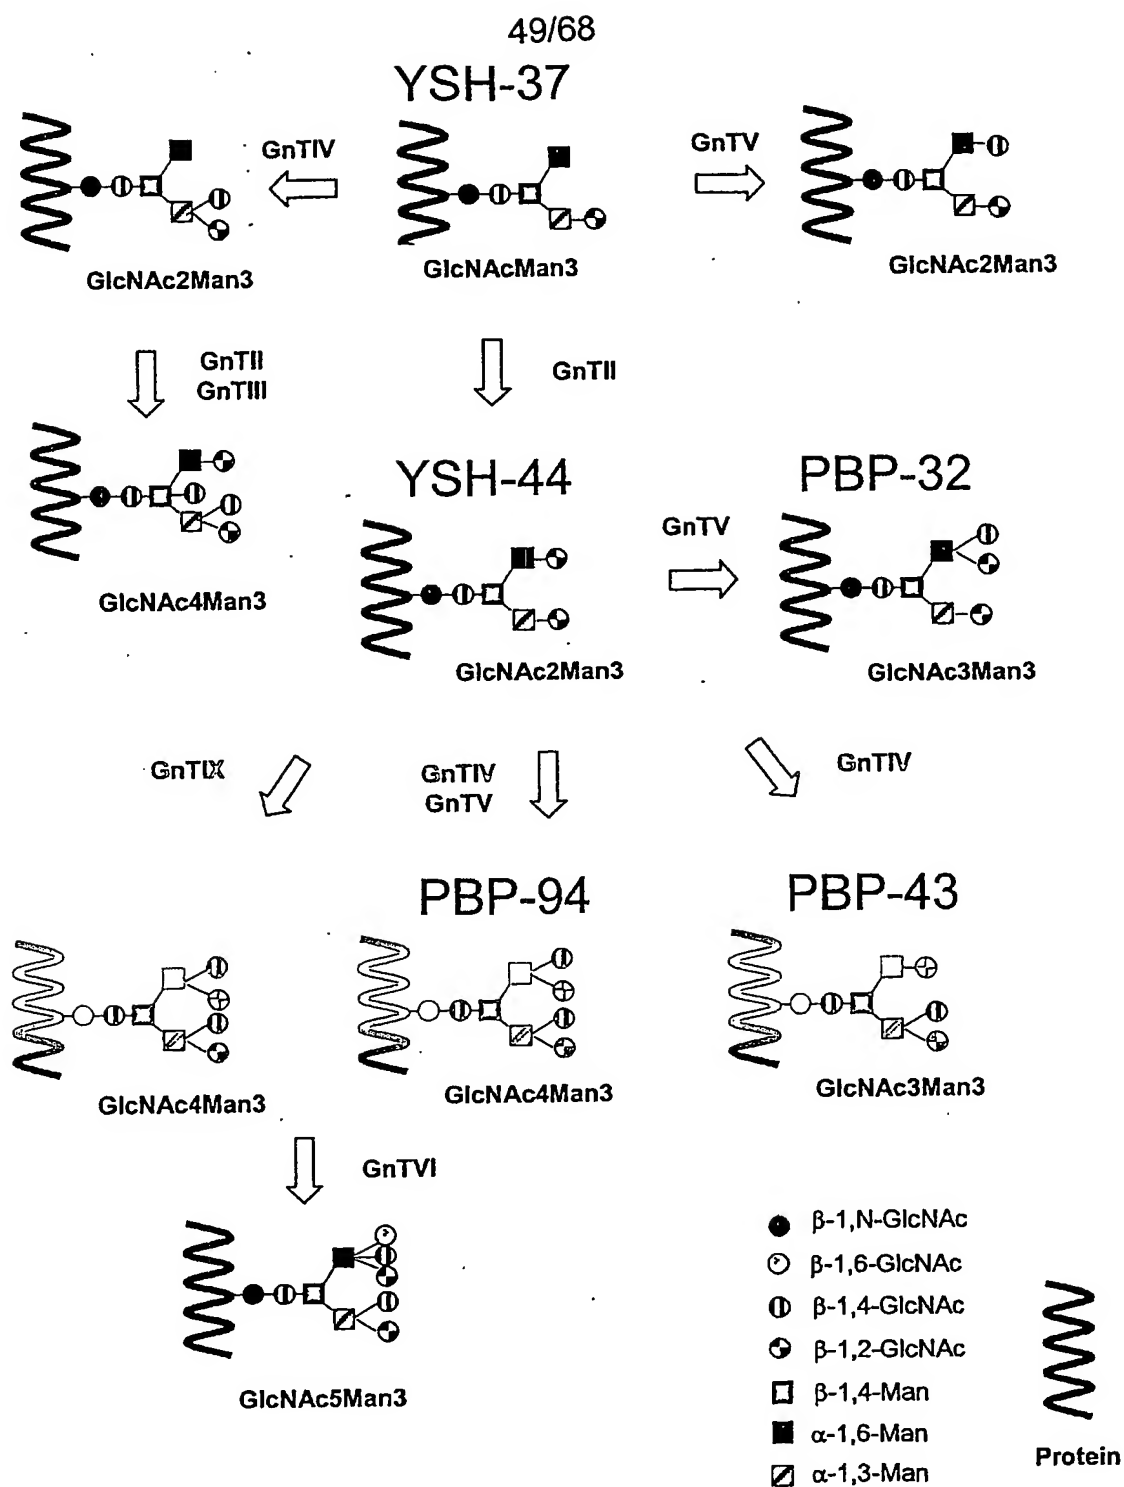 49/68
YSH-37
GnTIV
GnTV
GlcNAc2Man3
GlcNAcMan3
GlcNAc2Man3
GnTII
GnTIII
GnTII
YSH-44
PBP-32
GnTV
GlcNAc4Man3
GlcNAc2Man3
GlcNAc3Man3
GnTIX
GnTIV
GnTV
GnTIV
PBP-94
PBP-43
GlcNAc4Man3
GlcNAc4Man3
GlcNAc3Man3
GnTVI
GlcNAc5Man3
β-1,N-GlcNAc
β-1,6-GlcNAc
β-1,4-GlcNAc
β-1,2-GlcNAc
β-1,4-Man
α-1,6-Man
α-1,3-Man
Protein